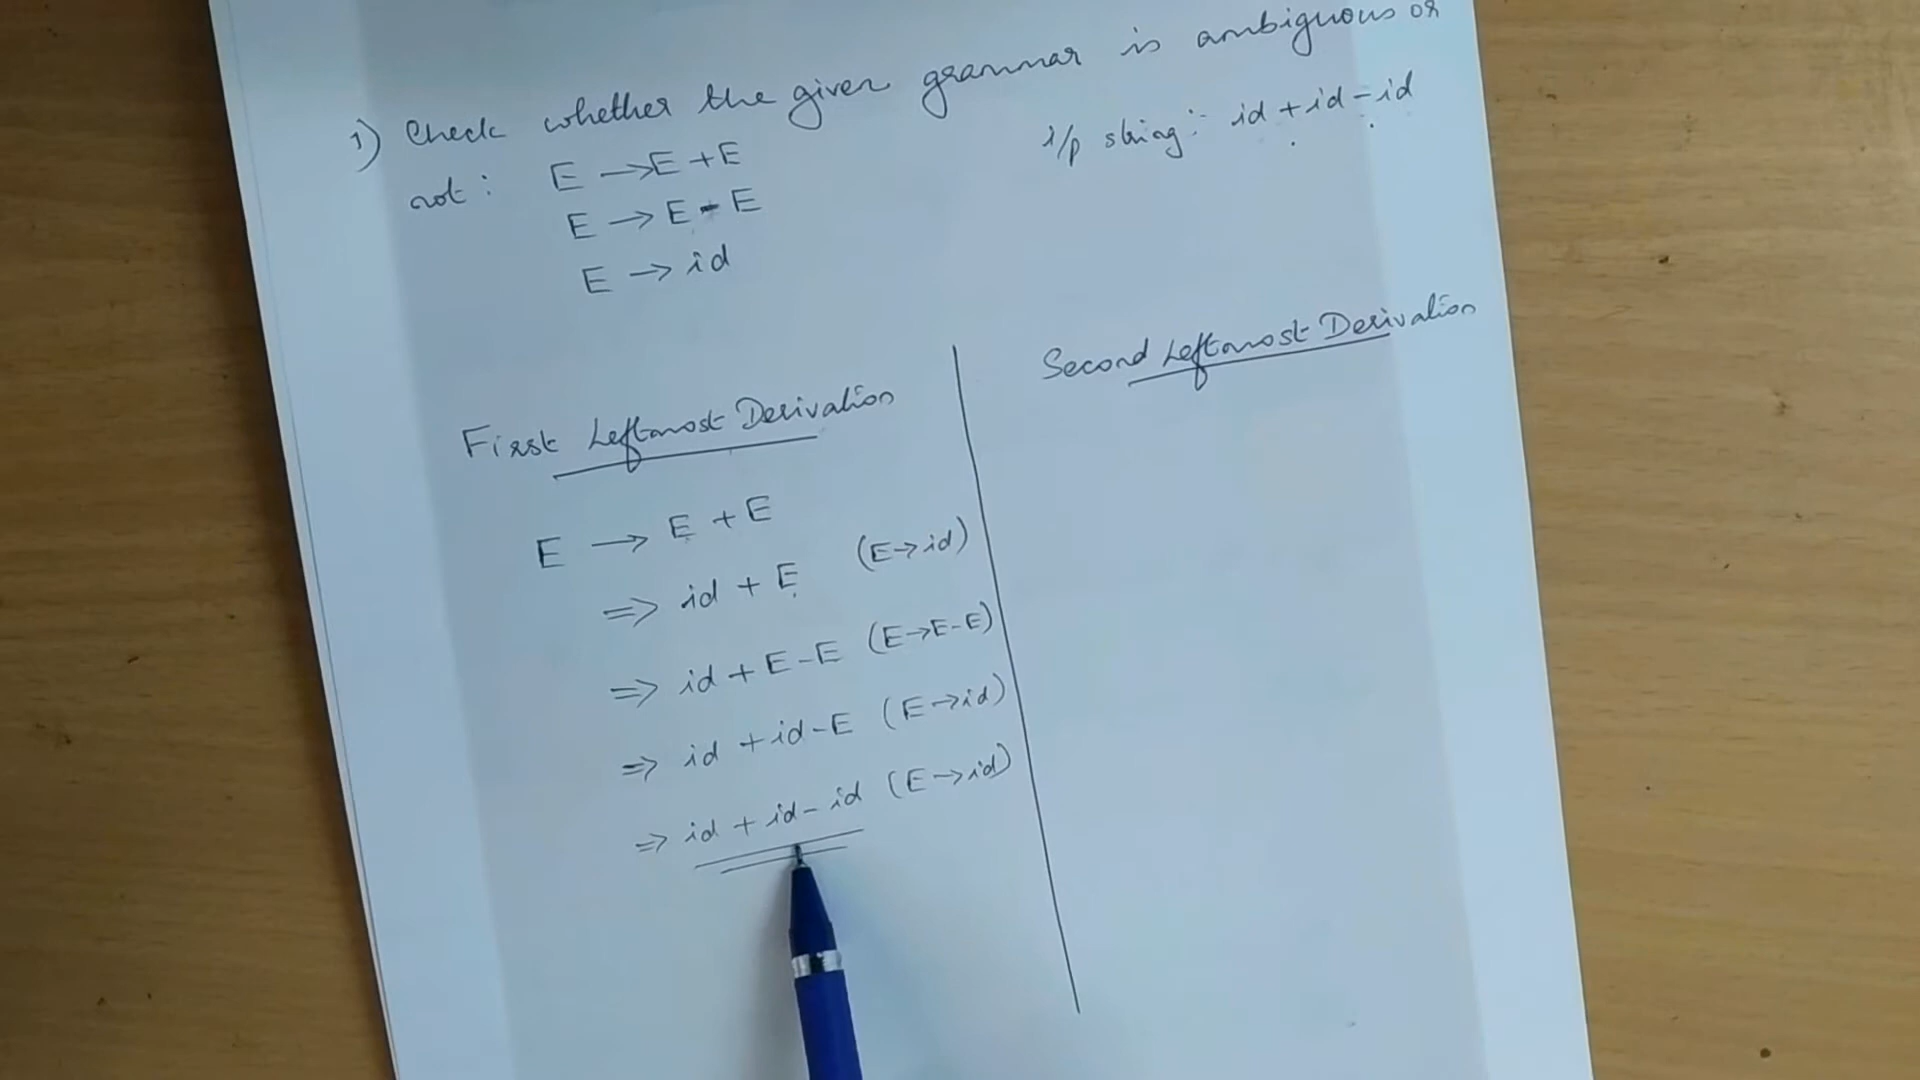 1) Check whether the given grammar is ambiguous or
not : E → E + E
i/p string :- id + id - id
E → E - E
E → id
First Leftmost Derivation
E → E + E
⇒ id + E (E → id)
⇒ id + E - E (E → E - E)
⇒ id + id - E (E → id)
⇒ id + id - id (E → id)
Second Leftmost Derivation